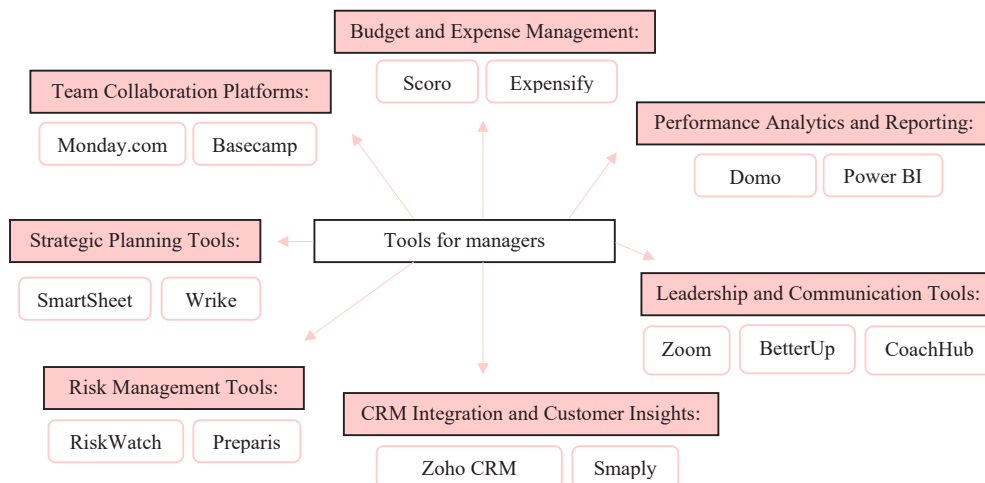 Budget and Expense Management:
Scoro
Expensify
Team Collaboration Platforms:
Monday.com
Basecamp
Performance Analytics and Reporting:
Domo
Power BI
Strategic Planning Tools:
SmartSheet
Wrike
Tools for managers
Leadership and Communication Tools:
Zoom
BetterUp
CoachHub
Risk Management Tools:
RiskWatch
Preparis
CRM Integration and Customer Insights:
Zoho CRM
Smaply